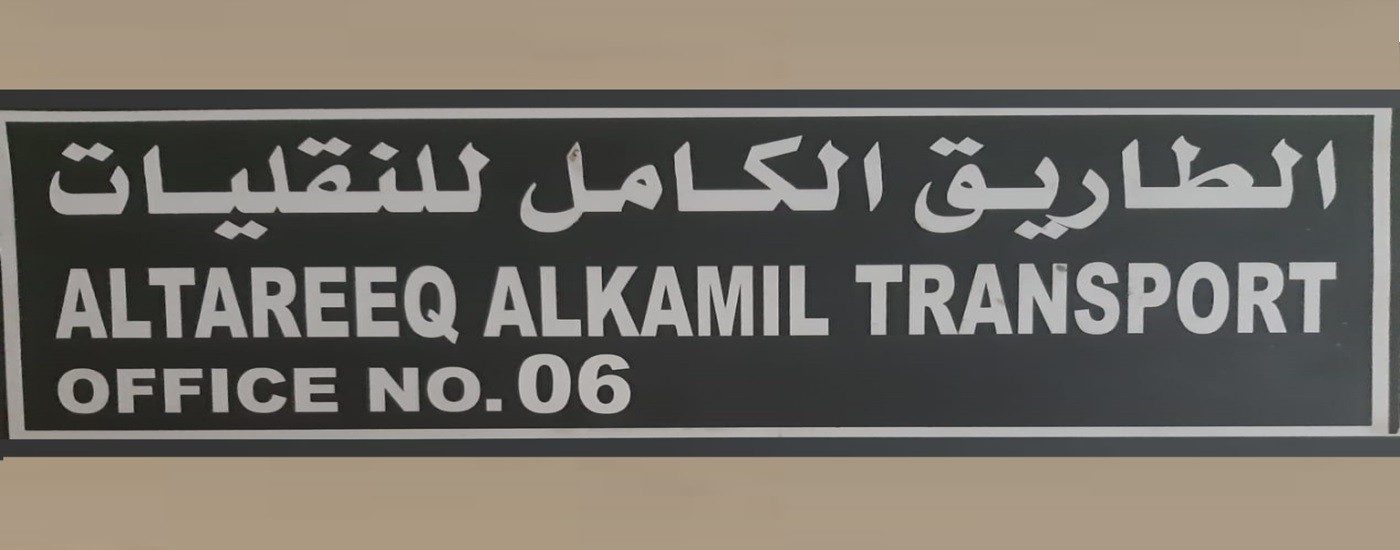 الطاريق الكامل للنقليات
ALTAREEQ ALKAMIL TRANSPORT
OFFICE NO. 06